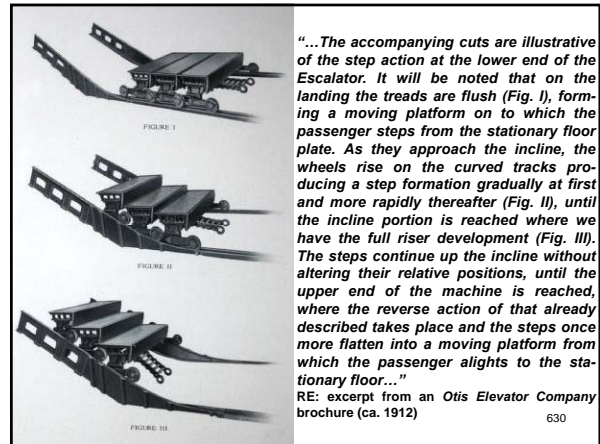 FIGURE I
FIGURE II
FIGURE III
“…The accompanying cuts are illustrative
of the step action at the lower end of the
Escalator. It will be noted that on the
landing the treads are flush (Fig. I), form-
ing a moving platform on to which the
passenger steps from the stationary floor
plate. As they approach the incline, the
wheels rise on the curved tracks pro-
ducing a step formation gradually at first
and more rapidly thereafter (Fig. II), until
the incline portion is reached where we
have the full riser development (Fig. III).
The steps continue up the incline without
altering their relative positions, until the
upper end of the machine is reached,
where the reverse action of that already
described takes place and the steps once
more flatten into a moving platform from
which the passenger alights to the sta-
tionary floor…”
RE: excerpt from an Otis Elevator Company
brochure (ca. 1912)
630